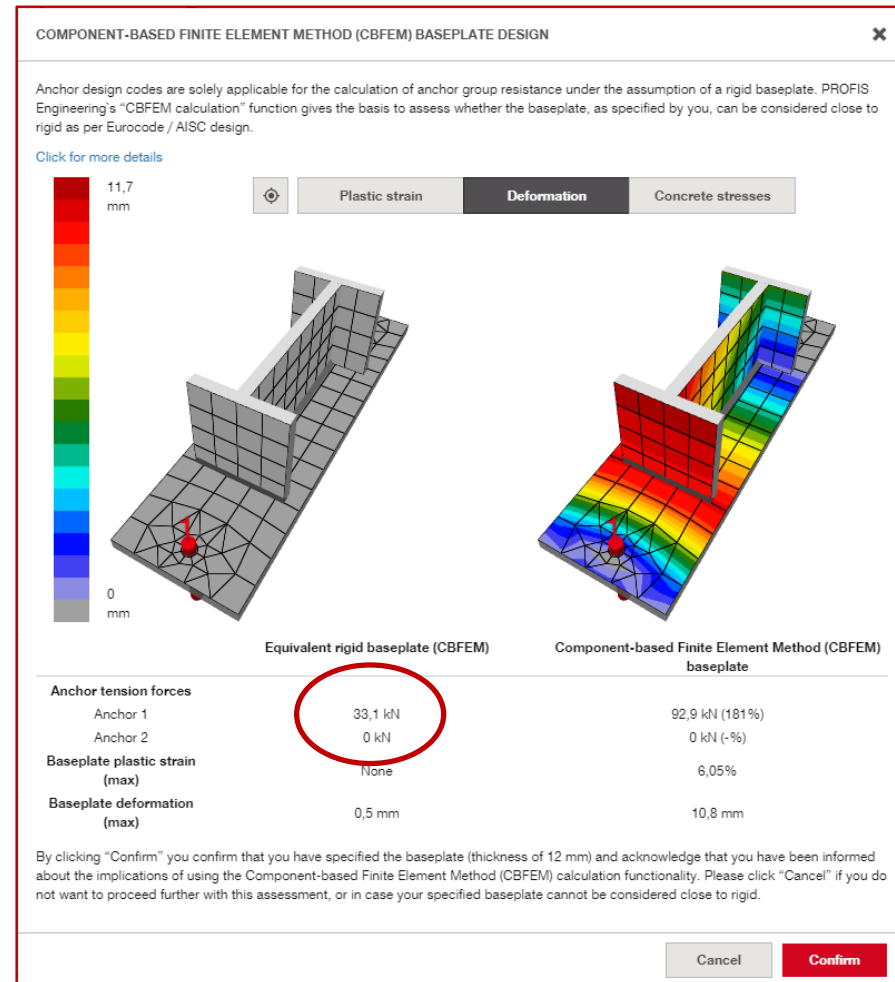 COMPONENT-BASED FINITE ELEMENT METHOD (CBFEM) BASEPLATE DESIGN
Anchor design codes are solely applicable for the calculation of anchor group resistance under the assumption of a rigid baseplate. PROFIS
Engineering`s “CBFEM calculation” function gives the basis to assess whether the baseplate, as specified by you, can be considered close to
rigid as per Eurocode / AISC design.
Click for more details
11,7
mm
Plastic strain Deformation Concrete stresses
1 1
0
mm
Equivalent rigid baseplate (CBFEM) Component-based Finite Element Method (CBFEM)
baseplate
Anchor tension forces
Anchor 1 33,1 kN 92,9 kN (181%)
Anchor 2 0 kN 0 kN (-%)
Baseplate plastic strain
(max) None 6,05%
Baseplate deformation
(max) 0,5 mm 10,8 mm
By clicking “Confirm” you confirm that you have specified the baseplate (thickness of 12 mm) and acknowledge that you have been informed
about the implications of using the Component-based Finite Element Method (CBFEM) calculation functionality. Please click “Cancel” if you do
not want to proceed further with this assessment, or in case your specified baseplate cannot be considered close to rigid.
Cancel Confirm